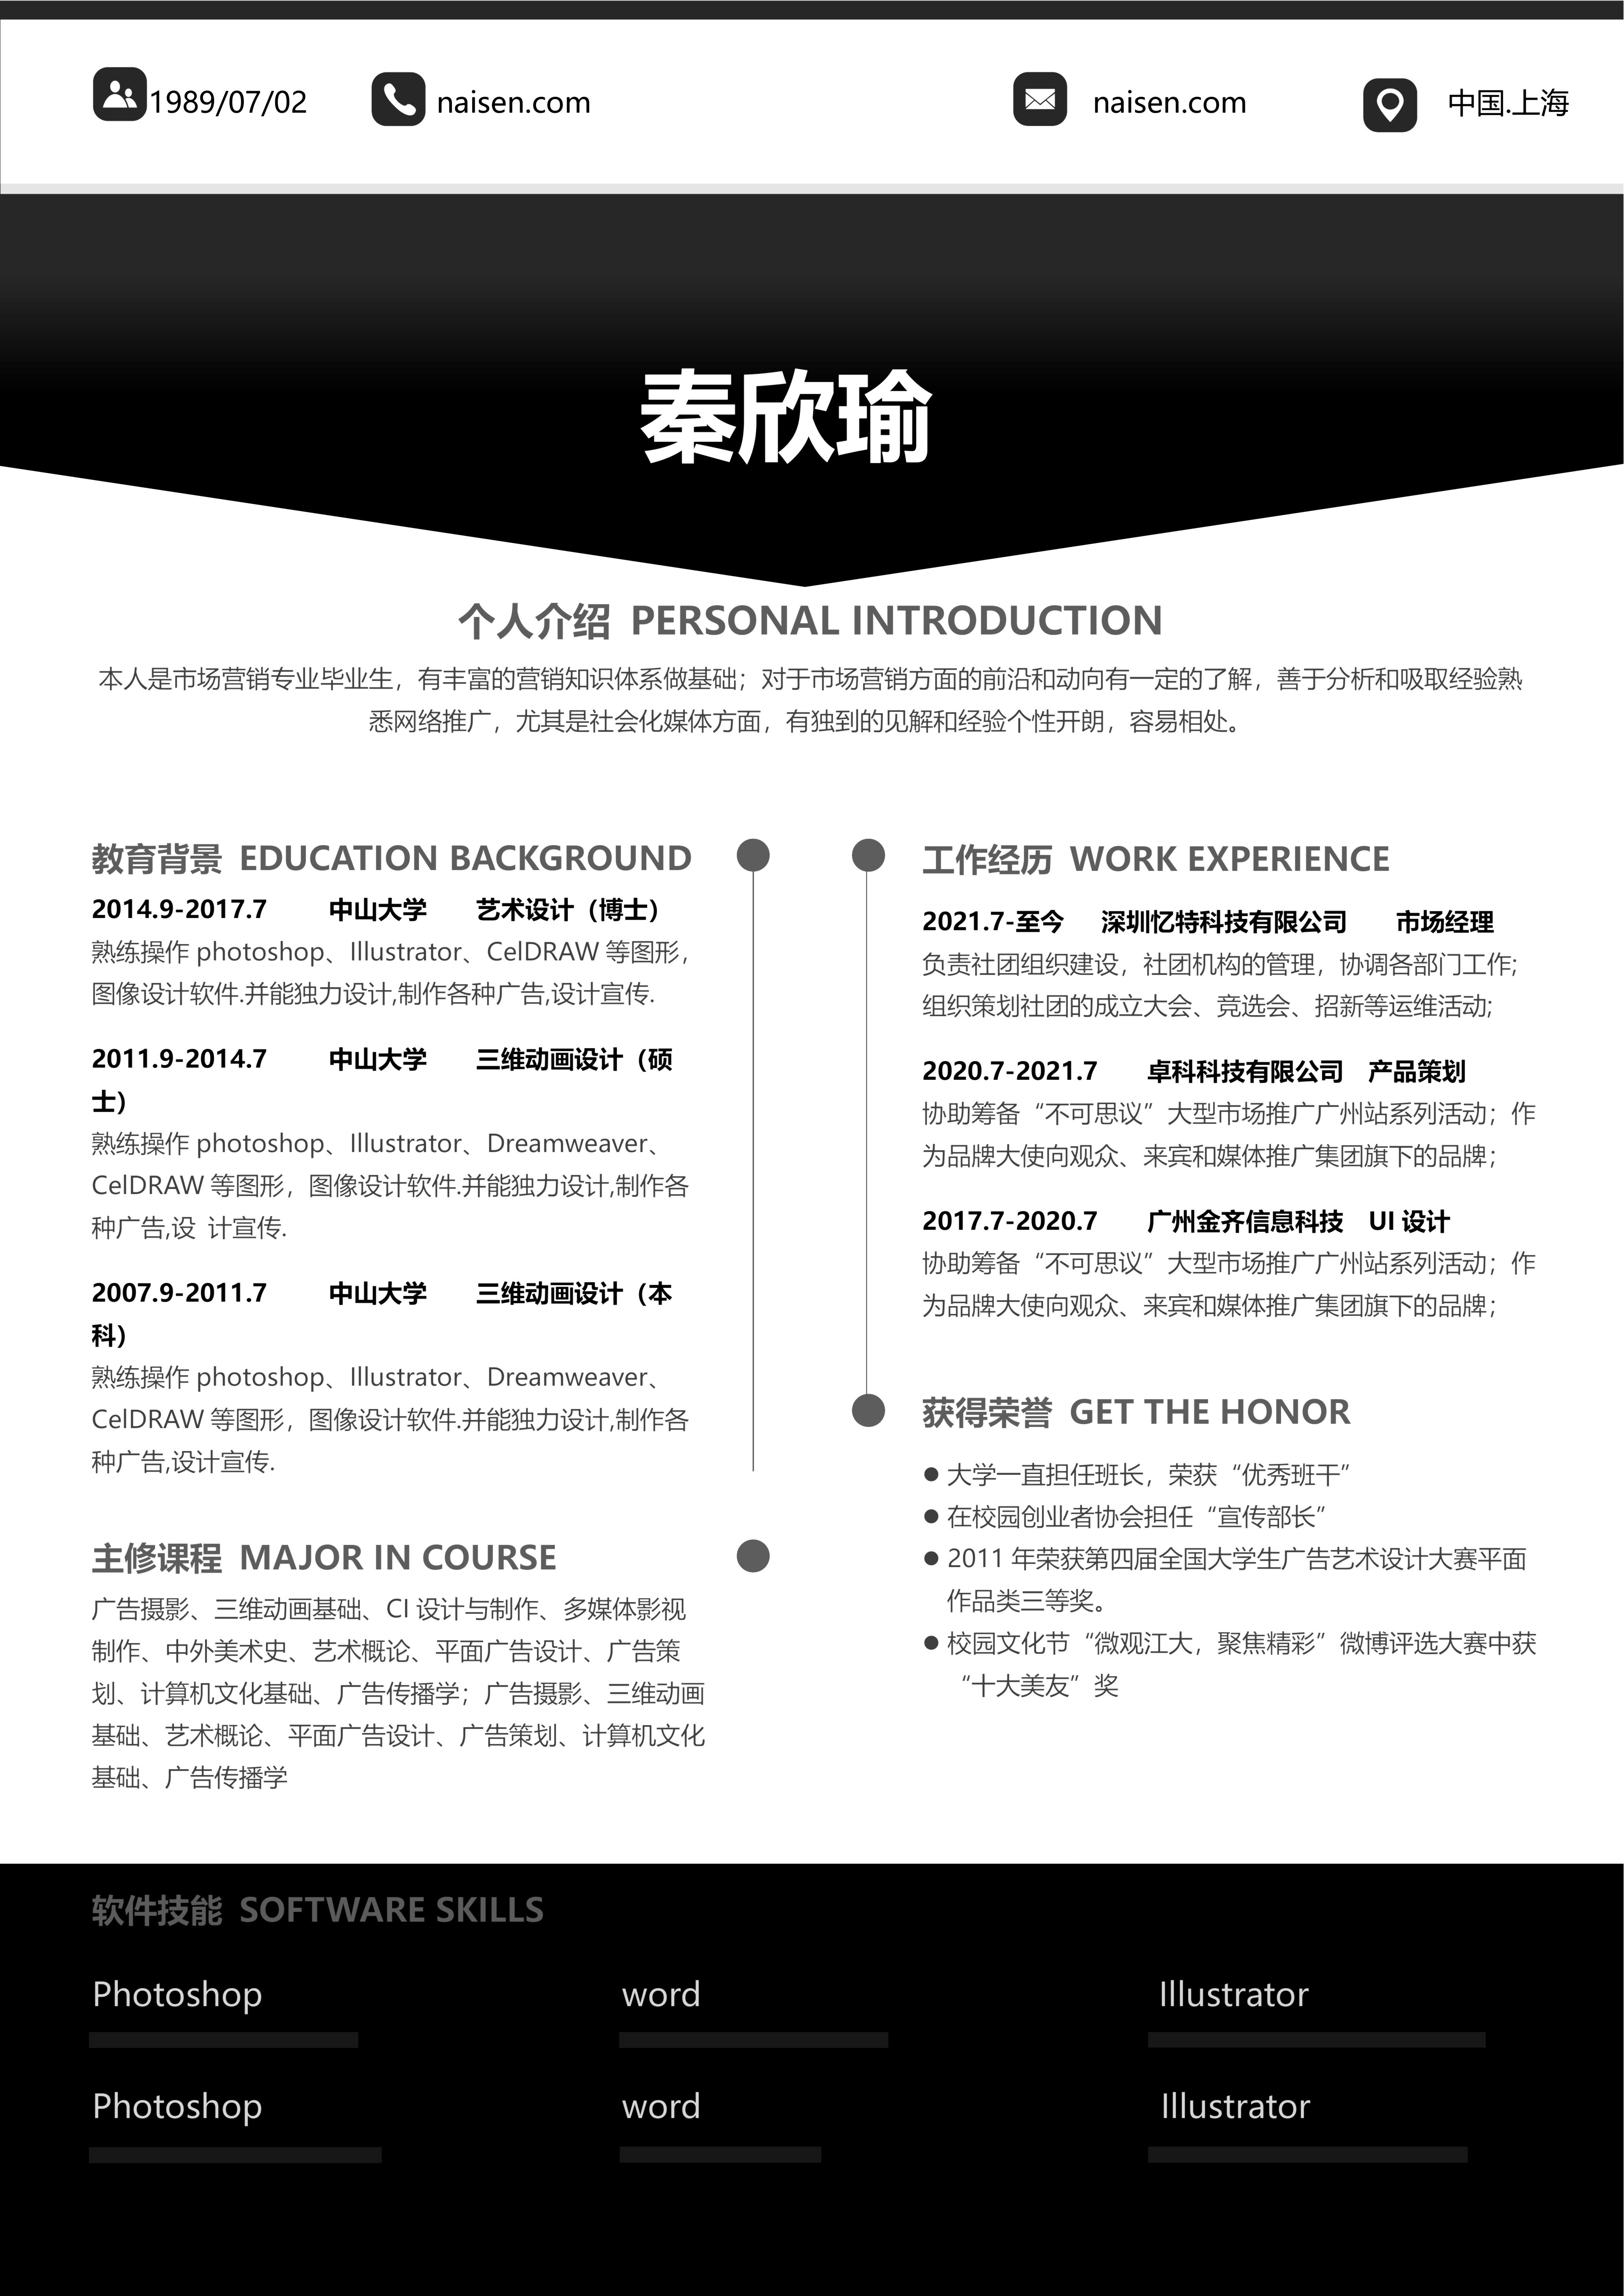 1989/07/02 naisen.com naisen.com 中国.上海
秦欣瑜
个人介绍 PERSONAL INTRODUCTION
本人是市场营销专业毕业生，有丰富的营销知识体系做基础；对于市场营销方面的前沿和动向有一定的了解，善于分析和吸取经验熟
悉网络推广，尤其是社会化媒体方面，有独到的见解和经验个性开朗，容易相处。
教育背景 EDUCATION BACKGROUND
2014.9-2017.7 中山大学 艺术设计（博士）
熟练操作 photoshop、Illustrator、CelDRAW 等图形，
图像设计软件.并能独力设计,制作各种广告,设计宣传.
2011.9-2014.7 中山大学 三维动画设计（硕
士）
熟练操作 photoshop、Illustrator、Dreamweaver、
CelDRAW 等图形，图像设计软件.并能独力设计,制作各
种广告,设 计宣传.
2007.9-2011.7 中山大学 三维动画设计（本
科）
熟练操作 photoshop、Illustrator、Dreamweaver、
CelDRAW 等图形，图像设计软件.并能独力设计,制作各
种广告,设计宣传.
主修课程 MAJOR IN COURSE
广告摄影、三维动画基础、CI 设计与制作、多媒体影视
制作、中外美术史、艺术概论、平面广告设计、广告策
划、计算机文化基础、广告传播学；广告摄影、三维动画
基础、艺术概论、平面广告设计、广告策划、计算机文化
基础、广告传播学
工作经历 WORK EXPERIENCE
2021.7-至今 深圳忆特科技有限公司 市场经理
负责社团组织建设，社团机构的管理，协调各部门工作;
组织策划社团的成立大会、竞选会、招新等运维活动;
2020.7-2021.7 卓科科技有限公司 产品策划
协助筹备“不可思议”大型市场推广广州站系列活动；作
为品牌大使向观众、来宾和媒体推广集团旗下的品牌；
2017.7-2020.7 广州金齐信息科技 UI 设计
协助筹备“不可思议”大型市场推广广州站系列活动；作
为品牌大使向观众、来宾和媒体推广集团旗下的品牌；
获得荣誉 GET THE HONOR
● 大学一直担任班长，荣获“优秀班干”
● 在校园创业者协会担任“宣传部长”
● 2011 年荣获第四届全国大学生广告艺术设计大赛平面
作品类三等奖。
● 校园文化节“微观江大，聚焦精彩”微博评选大赛中获
“十大美友”奖
软件技能 SOFTWARE SKILLS
Photoshop word Illustrator
Photoshop word Illustrator